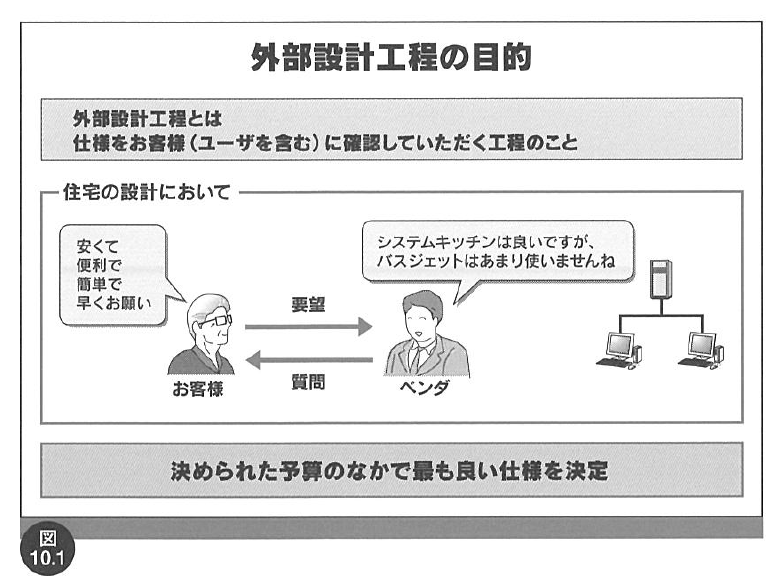 外部設計工程の目的
外部設計工程とは
仕様をお客様（ユーザを含む）に確認していただく工程のこと
住宅の設計において
安くて
便利で
簡単で
早くお願い
システムキッチンは良いですが、
バスジェットはあまり使いませんね
要望
質問
お客様
ベンダ
決められた予算のなかで最も良い仕様を決定
図
10.1